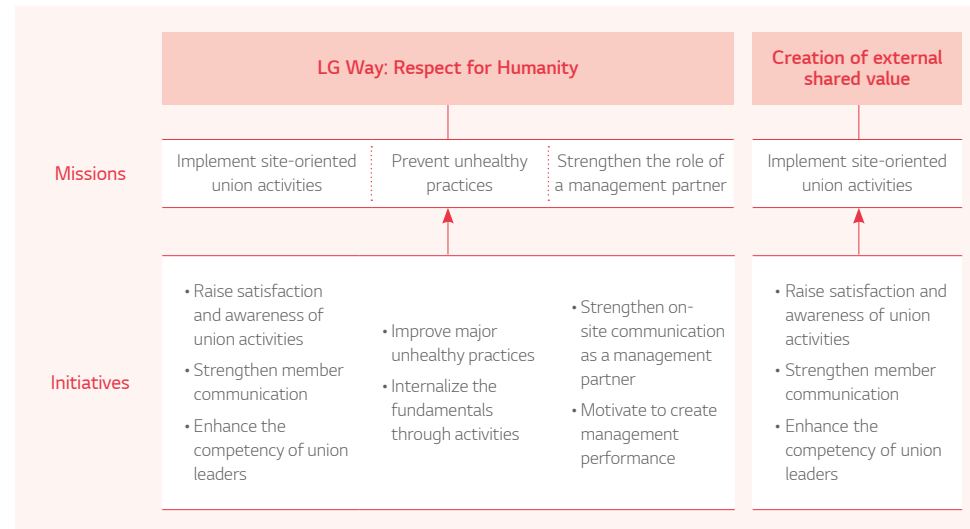 LG Way: Respect for Humanity
Creation of external
shared value
Missions
Implement site-oriented
union activities
Prevent unhealthy
practices
Strengthen the role of
a management partner
Implement site-oriented
union activities
Initiatives
• Raise satisfaction
and awareness of
union activities
• Strengthen member
communication
• Enhance the
competency of union
leaders
• Improve major
unhealthy practices
• Internalize the
fundamentals
through activities
• Strengthen on-
site communication
as a management
partner
• Motivate to create
management
performance
• Raise satisfaction and
awareness of union
activities
• Strengthen member
communication
• Enhance the
competency of union
leaders